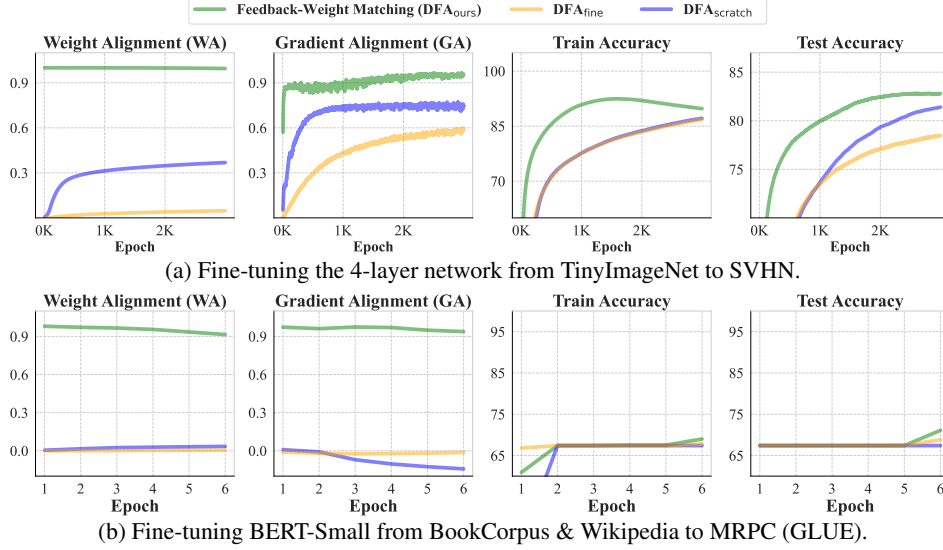 Feedback-Weight Matching (DFAours) DFAfine DFAscratch
Weight Alignment (WA) Gradient Alignment (GA) Train Accuracy Test Accuracy
0.9 0.9 100 85
0.6 0.6 85 80
0.3 0.3 70 75
0K 1K 2K 0K 1K 2K 0K 1K 2K 0K 1K 2K
Epoch Epoch Epoch Epoch
(a) Fine-tuning the 4-layer network from TinyImageNet to SVHN.
Weight Alignment (WA) Gradient Alignment (GA) Train Accuracy Test Accuracy
0.9 0.9 95 95
0.6 0.6 85 85
0.3 0.3 75 75
0.0 0.0 65 65
1 2 3 4 5 6 1 2 3 4 5 6 1 2 3 4 5 6 1 2 3 4 5 6
Epoch Epoch Epoch Epoch
(b) Fine-tuning BERT-Small from BookCorpus & Wikipedia to MRPC (GLUE).